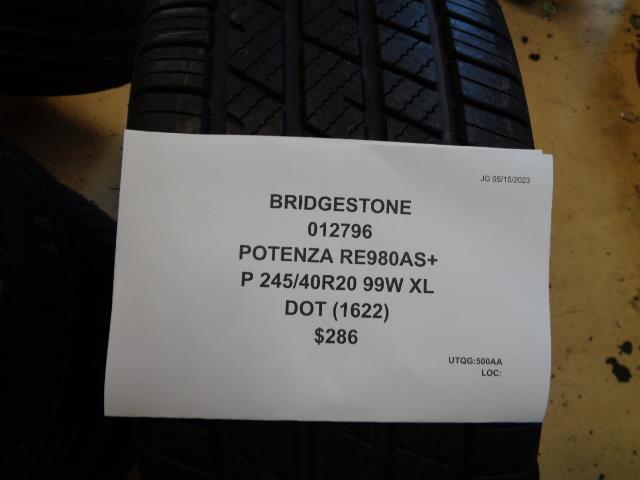 JG 05/15/2023
BRIDGESTONE
012796
POTENZA RE980AS+
P 245/40R20 99W XL
DOT (1622)
$286
UTQG:500AA
LOC: